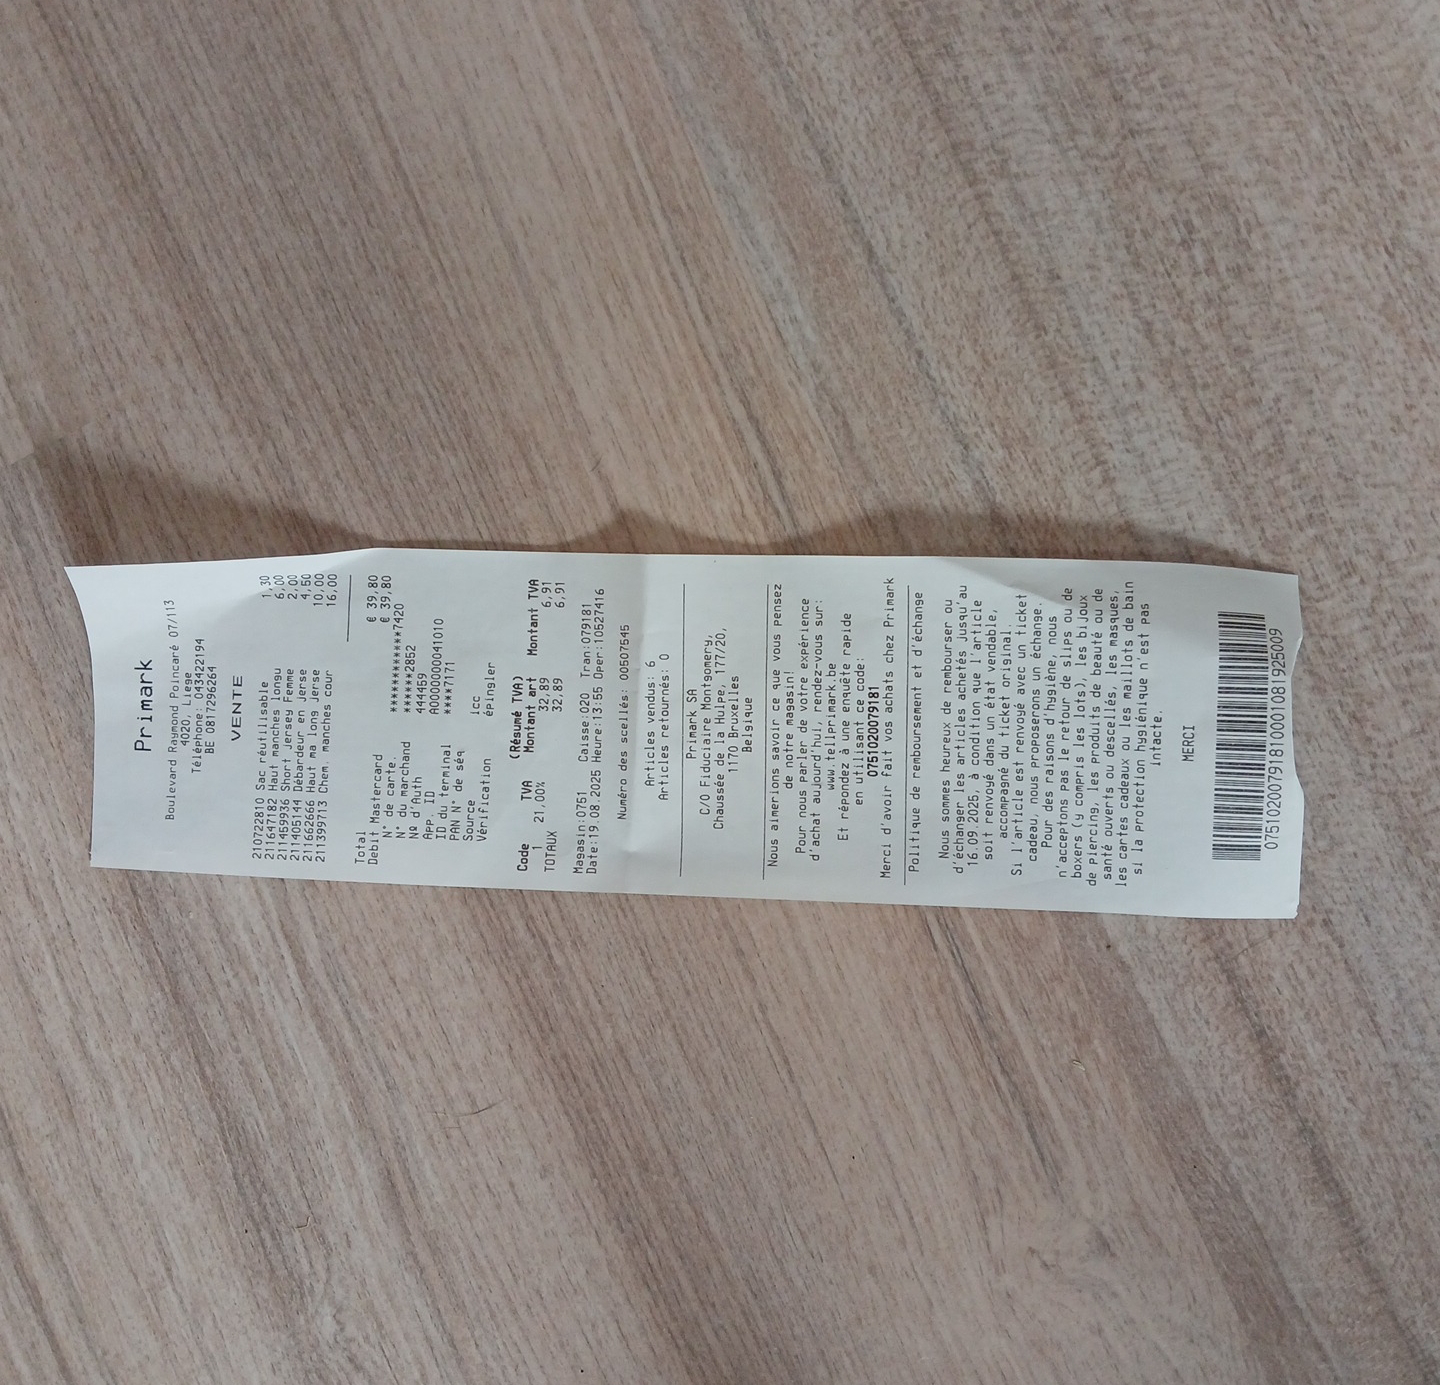 Primark
Boulevard Raymond Poincaré 07/113
4020, Liege
Téléphone: 043422194
BE 0817296264
VENTE
210722810 Sac réutilisable 1,30
211647182 Haut manches longu 6,00
211459936 Short Jersey Femme 2,00
211405144 Débardeur en Jerse 4,50
211662666 Haut ma long Jerse 10,00
211399713 Chem. manches cour 16,00
Total € 39,80
Debit Mastercard € 39,80
N° de carte. ************7420
N° du marchand ******2852
Nº d'Auth 444469
APP. ID A0000000041010
ID du terminal ****7171
PAN N° de séq
Source icc
Vérification épingler
(Résumé TVA)
Code TVA Montant art Montant TVA
1 21,00% 32,89 6,91
TOTAUX 32,89 6,91
Magasin:0751 Caisse:020 Tran:079181
Date:19.08.2025 Heure:13:55 Oper:10527416
Numéro des scellés: 00507545
Articles vendus: 6
Articles retournés: 0
Primark SA
C/O Fiduciaire Montgomery,
Chaussée de la Hulpe, 177/20,
1170 Bruxelles
Belgique
Nous aimerions savoir ce que vous pensez
de notre magasin!
Pour nous parler de votre expérience
d'achat aujourd'hui, rendez-vous sur:
www.tellprimark.be
Et répondez à une enquête rapide
en utilisant ce code:
0751020079181
Merci d'avoir fait vos achats chez Primark
Politique de remboursement et d'échange
Nous sommes heureux de rembourser ou
d'échanger les articles achetés jusqu'au
16.09.2025, à condition que l'article
soit renvoyé dans un état vendable,
accompagné du ticket original.
Si l'article est renvoyé avec un ticket
cadeau, nous proposerons un échange.
Pour des raisons d'hygiène, nous
n'acceptons pas le retour de slips ou de
boxers (y compris les lots), les bijoux
de piercing, les produits de beauté ou de
santé ouverts ou descellés, les masques,
les cartes cadeaux ou les maillots de bain
si la protection hygiénique n'est pas
intacte.
MERCI
07510200791810001081925009